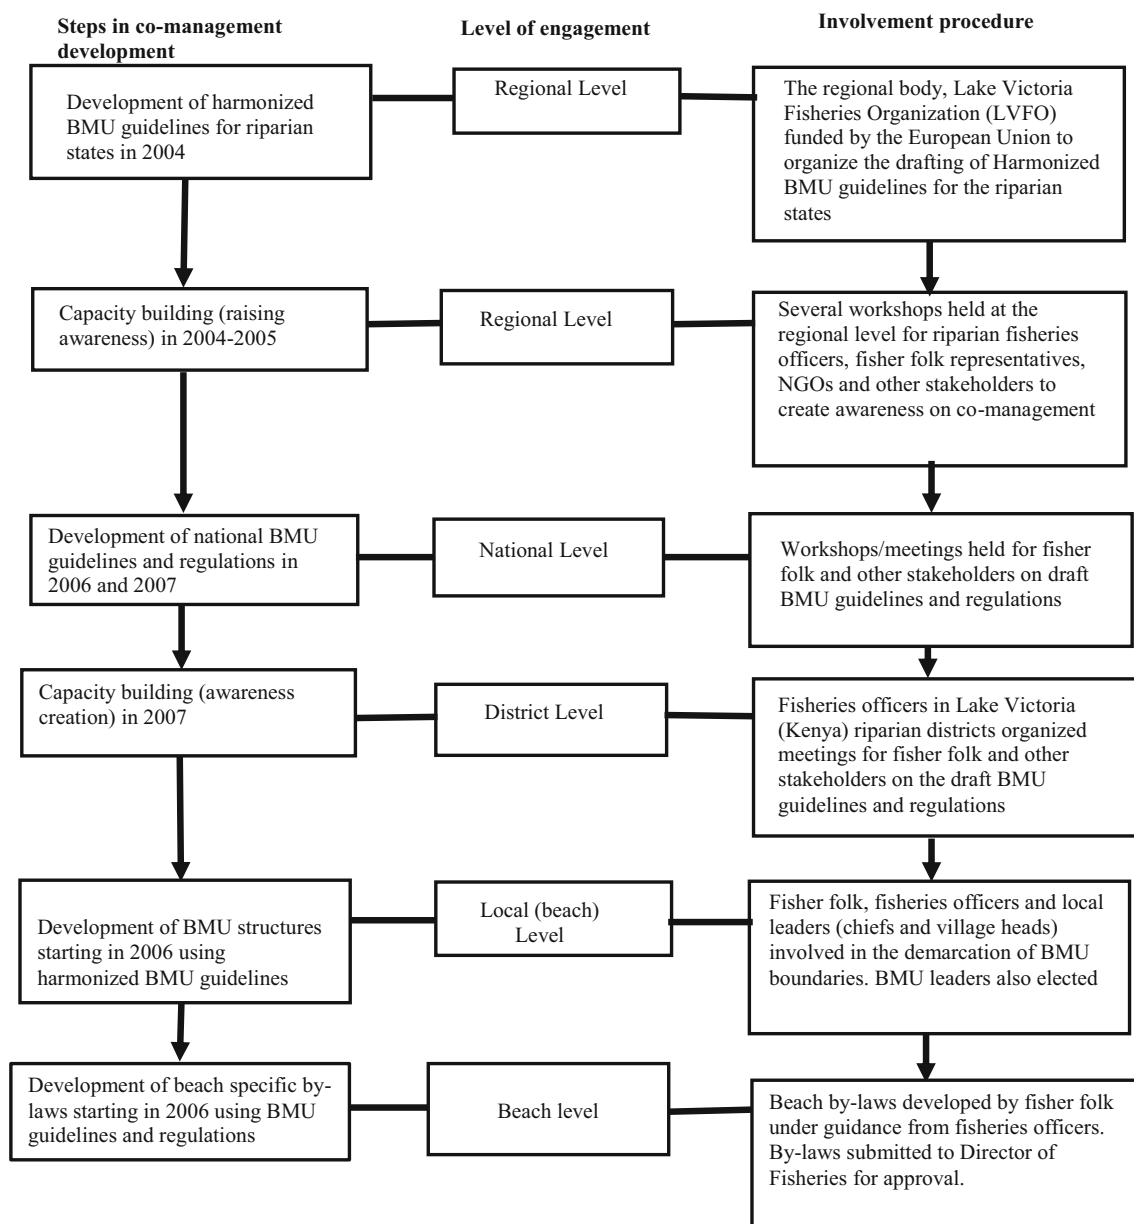 Steps in co-management
development
Level of engagement
Involvement procedure
Development of harmonized
BMU guidelines for riparian
states in 2004
Regional Level
The regional body, Lake Victoria
Fisheries Organization (LVFO)
funded by the European Union to
organize the drafting of Harmonized
BMU guidelines for the riparian
states
Capacity building (raising
awareness) in 2004-2005
Regional Level
Several workshops held at the
regional level for riparian fisheries
officers, fisher folk representatives,
NGOs and other stakeholders to
create awareness on co-management
Development of national BMU
guidelines and regulations in
2006 and 2007
National Level
Workshops/meetings held for fisher
folk and other stakeholders on draft
BMU guidelines and regulations
Capacity building (awareness
creation) in 2007
District Level
Fisheries officers in Lake Victoria
(Kenya) riparian districts organized
meetings for fisher folk and other
stakeholders on the draft BMU
guidelines and regulations
Development of BMU structures
starting in 2006 using
harmonized BMU guidelines
Local (beach)
Level
Fisher folk, fisheries officers and local
leaders (chiefs and village heads)
involved in the demarcation of BMU
boundaries. BMU leaders also elected
Development of beach specific by-
laws starting in 2006 using BMU
guidelines and regulations
Beach level
Beach by-laws developed by fisher folk
under guidance from fisheries officers.
By-laws submitted to Director of
Fisheries for approval.